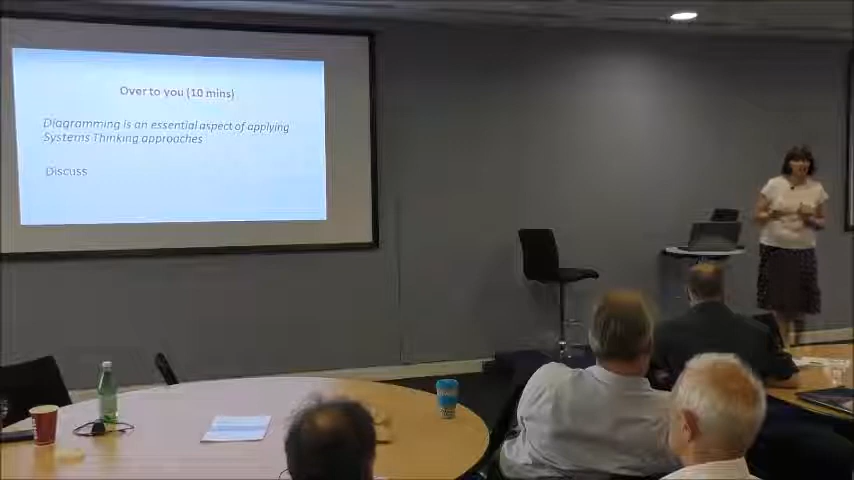 Over to you (10 mins)
Diagramming is an essential aspect of applying
Systems Thinking approaches
Discuss